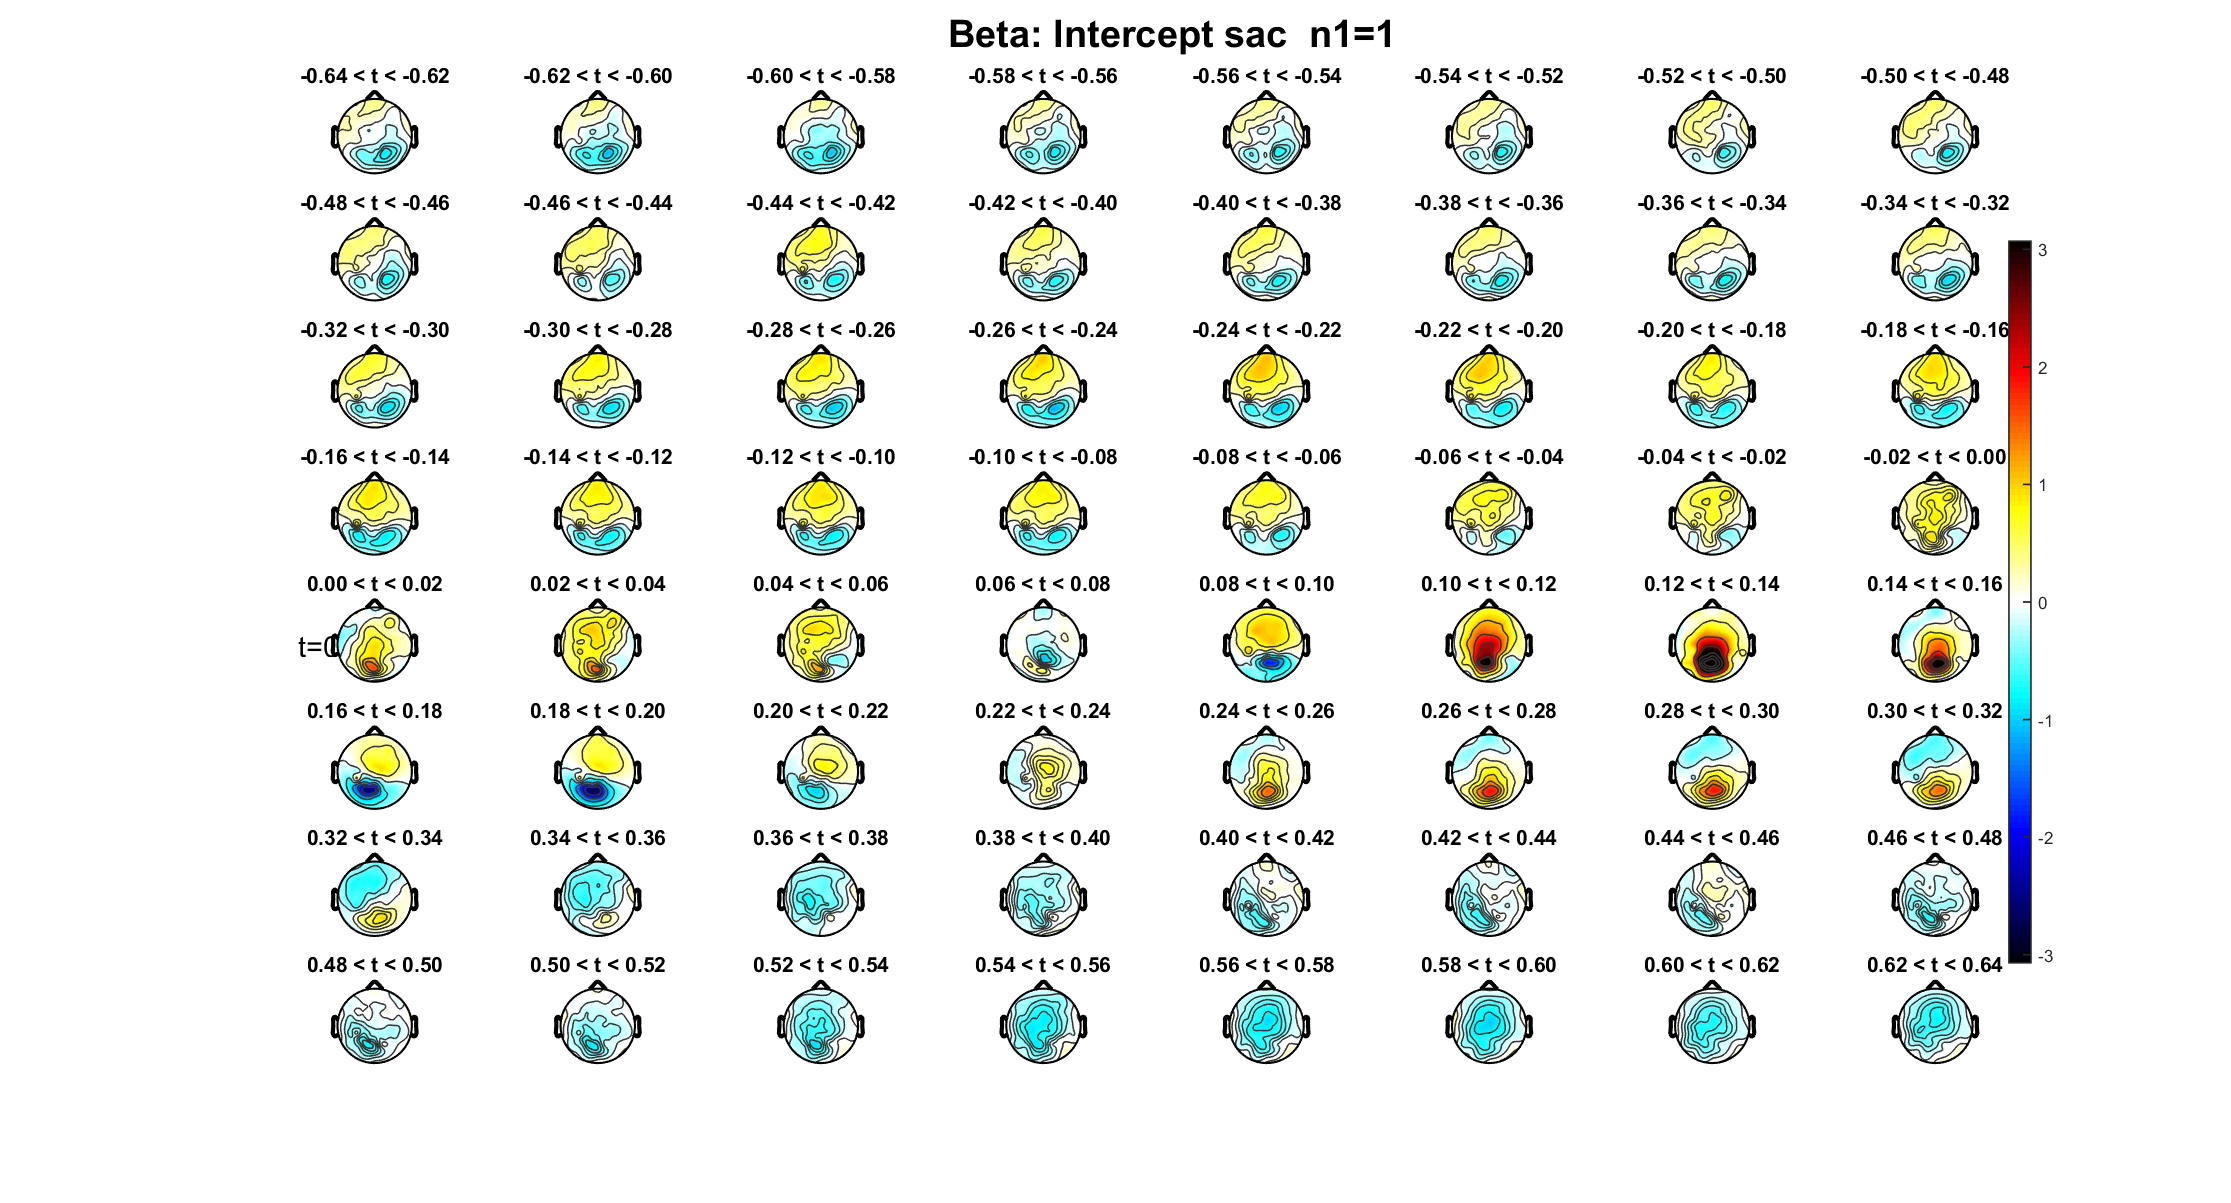 Beta: Intercept sac  n1=1
-0.64 < t < -0.62 -0.62 < t < -0.60 -0.60 < t < -0.58 -0.58 < t < -0.56 -0.56 < t < -0.54 -0.54 < t < -0.52 -0.52 < t < -0.50 -0.50 < t < -0.48
-0.48 < t < -0.46 -0.46 < t < -0.44 -0.44 < t < -0.42 -0.42 < t < -0.40 -0.40 < t < -0.38 -0.38 < t < -0.36 -0.36 < t < -0.34 -0.34 < t < -0.32
3
-0.32 < t < -0.30 -0.30 < t < -0.28 -0.28 < t < -0.26 -0.26 < t < -0.24 -0.24 < t < -0.22 -0.22 < t < -0.20 -0.20 < t < -0.18 -0.18 < t < -0.16
2
-0.16 < t < -0.14 -0.14 < t < -0.12 -0.12 < t < -0.10 -0.10 < t < -0.08 -0.08 < t < -0.06 -0.06 < t < -0.04 -0.04 < t < -0.02 -0.02 < t < 0.00
1
0.00 < t < 0.02 0.02 < t < 0.04 0.04 < t < 0.06 0.06 < t < 0.08 0.08 < t < 0.10 0.10 < t < 0.12 0.12 < t < 0.14 0.14 < t < 0.16
0
t=0
0.16 < t < 0.18 0.18 < t < 0.20 0.20 < t < 0.22 0.22 < t < 0.24 0.24 < t < 0.26 0.26 < t < 0.28 0.28 < t < 0.30 0.30 < t < 0.32
-1
0.32 < t < 0.34 0.34 < t < 0.36 0.36 < t < 0.38 0.38 < t < 0.40 0.40 < t < 0.42 0.42 < t < 0.44 0.44 < t < 0.46 0.46 < t < 0.48
-2
0.48 < t < 0.50 0.50 < t < 0.52 0.52 < t < 0.54 0.54 < t < 0.56 0.56 < t < 0.58 0.58 < t < 0.60 0.60 < t < 0.62 0.62 < t < 0.64
-3